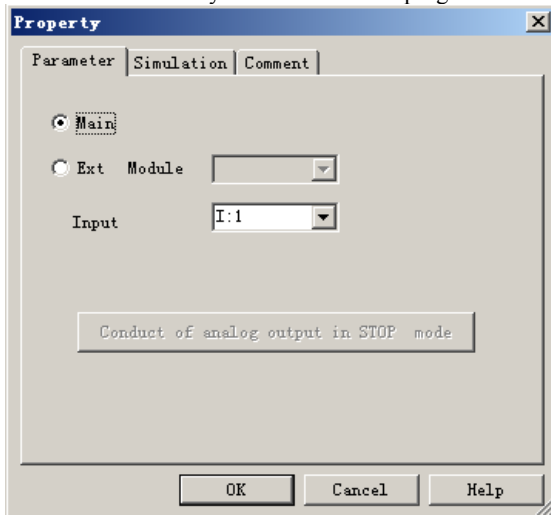 Property
Parameter Simulation Comment
Main
Ext Module
Input I:1
Conduct of analog output in STOP mode
OK Cancel Help